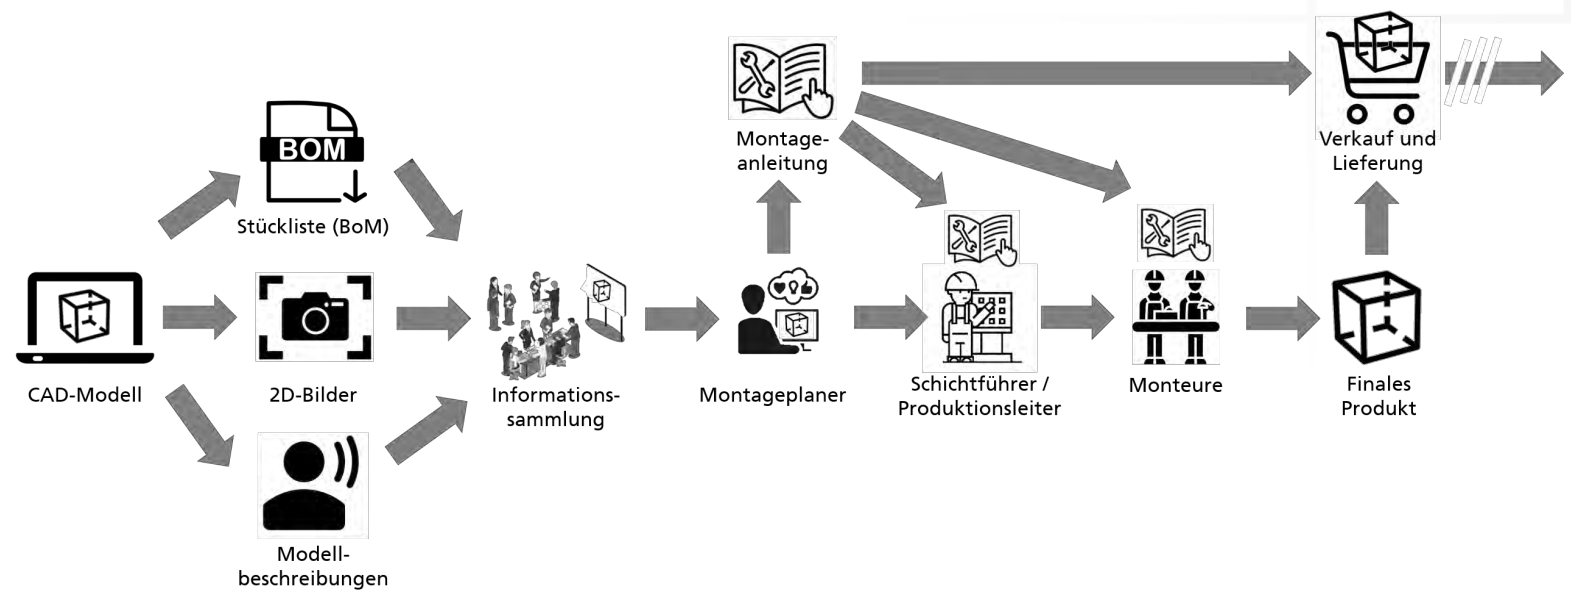 BOM
Stückliste (BoM)
CAD-Modell
2D-Bilder
Modell-
beschreibungen
Informations-
sammlung
Montageplaner
Montage-
anleitung
Schichtführer /
Produktionsleiter
Monteure
Finales
Produkt
Verkauf und
Lieferung